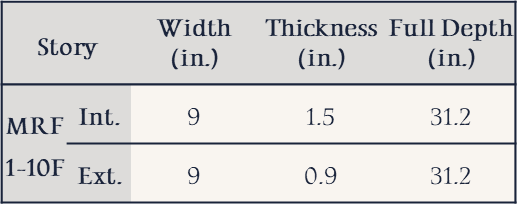 Story Width (in.) Thickness (in.) Full Depth (in.)
MRF 1-10F Int. 9 1.5 31.2
Ext. 9 0.9 31.2